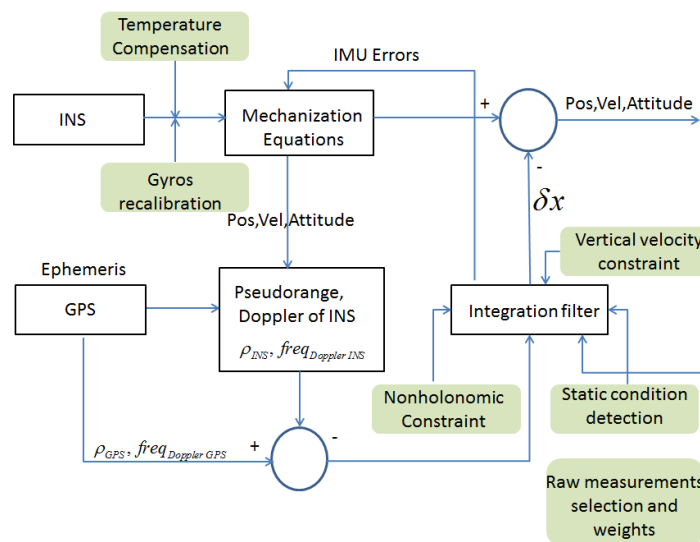 Temperature
Compensation
IMU Errors
INS
Mechanization
Equations
+
Pos,Vel,Attitude
-
δx
Gyros
recalibration
Pos,Vel,Attitude
Vertical velocity
constraint
Ephemeris
GPS
Pseudorange,
Doppler of INS
ρINS, freqDoppler INS
Integration filter
Nonholonomic
Constraint
Static condition
detection
ρGPS, freqDoppler GPS
+
-
Raw measurements
selection and
weights